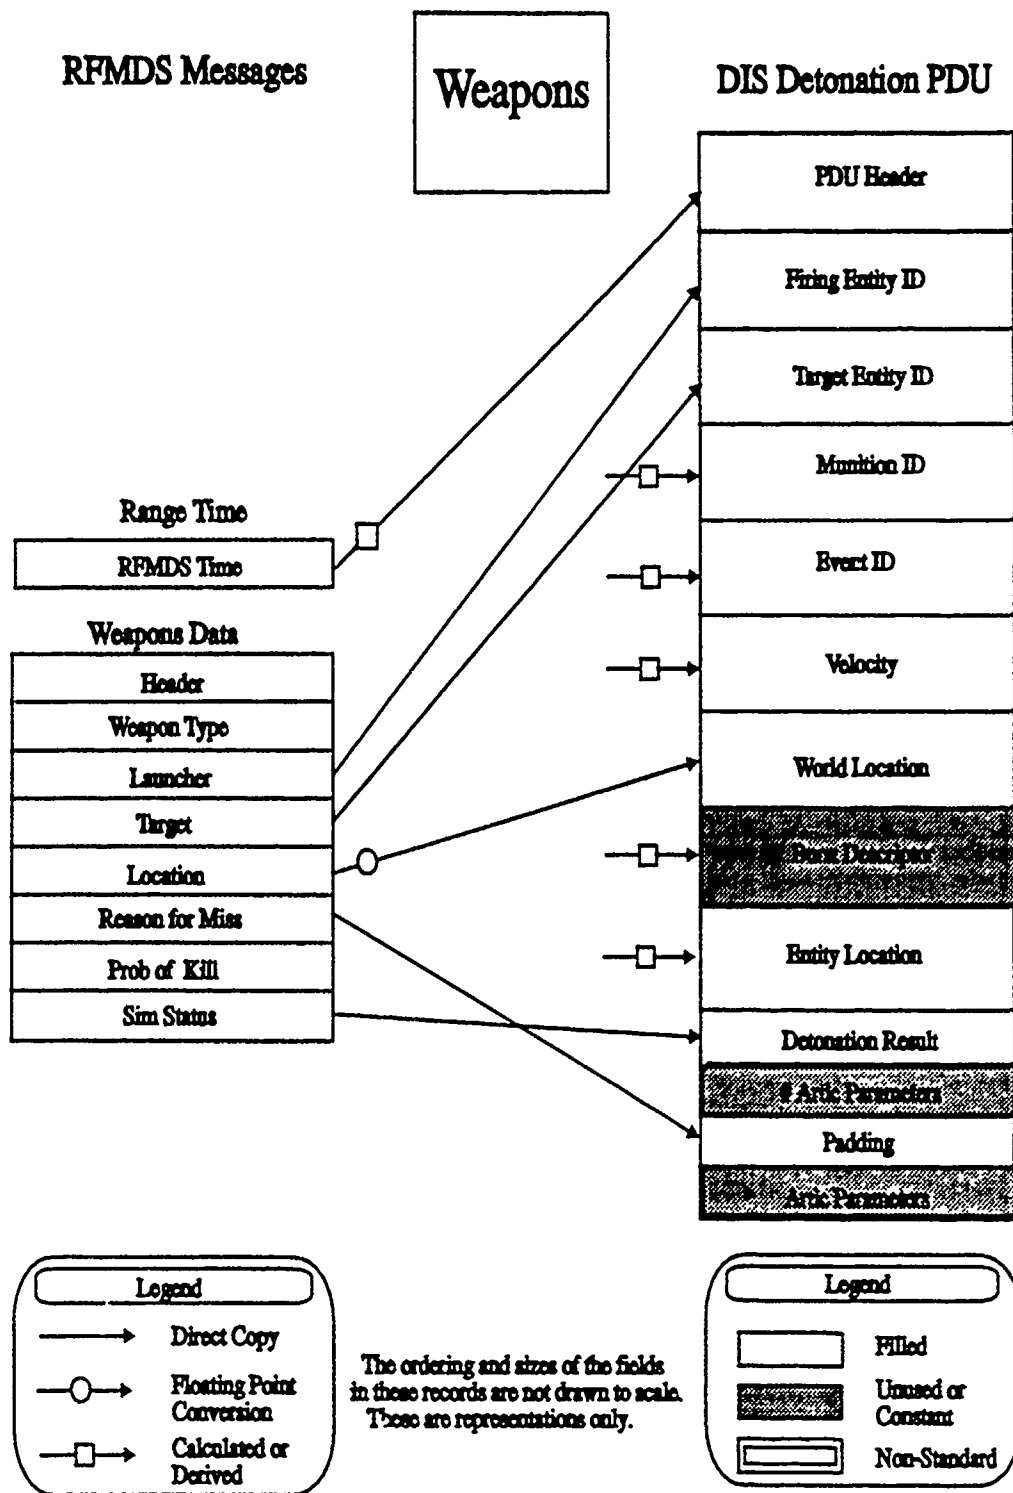 RFMDS Messages
Weapons
DIS Detonation PDU
PDU Header
Firing Entity ID
Target Entity ID
Munition ID
Event ID
Velocity
World Location
Burst Descriptor
Entity Location
Detonation Result
# Artic Parameters
Padding
Artic Parameters
Range Time
RFMDS Time
Weapons Data
Header
Weapon Type
Launcher
Target
Location
Reason for Miss
Prob of Kill
Sim Status
Legend
Direct Copy
Floating Point
Conversion
Calculated or
Derived
The ordering and sizes of the fields
in these records are not drawn to scale.
These are representations only.
Legend
Filled
Unused or
Constant
Non-Standard